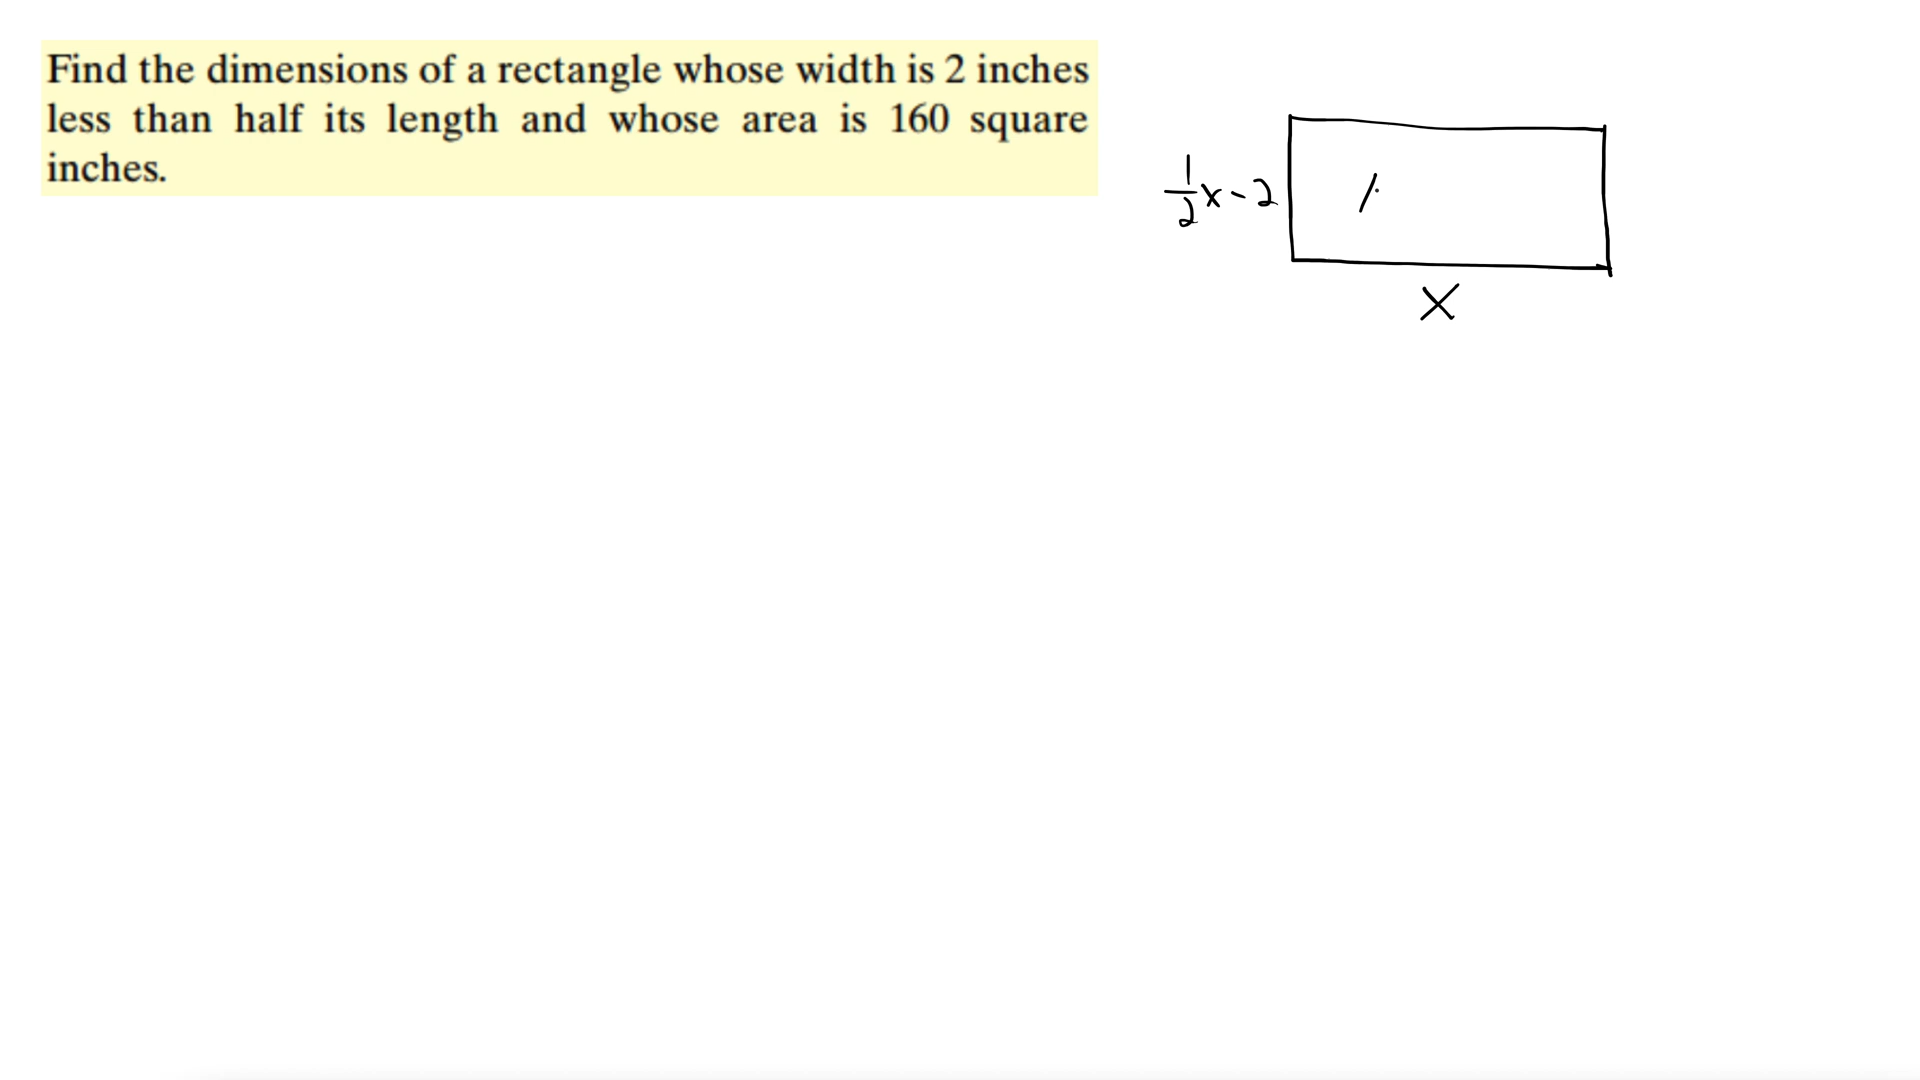 Find the dimensions of a rectangle whose width is 2 inches
less than half its length and whose area is 160 square
inches.
1/2 x - 2
x